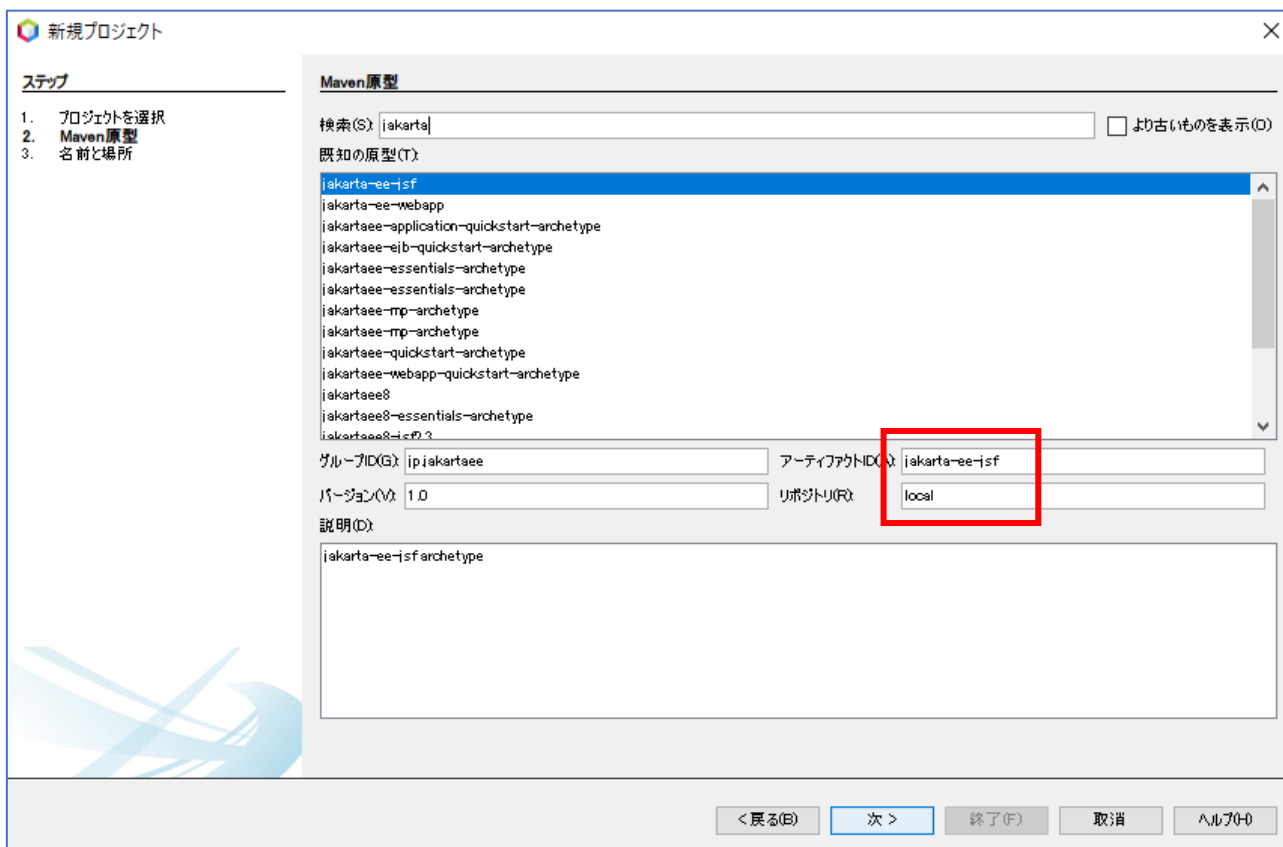 新規プロジェクト
ステップ
1. プロジェクトを選択
2. Maven原型
3. 名前と場所
Maven原型
検索(S): jakarta
より古いものを表示(O)
既知の原型(T):
jakarta-ee-jsf
jakarta-ee-webapp
jakartaee-application-quickstart-archetype
jakartaee-ejb-quickstart-archetype
jakartaee-essentials-archetype
jakartaee-essentials-archetype
jakartaee-mp-archetype
jakartaee-mp-archetype
jakartaee-quickstart-archetype
jakartaee-webapp-quickstart-archetype
jakartaee8
jakartaee8-essentials-archetype
jakartaee8-jsf2.3
グループID(G): jp.jakartaee アーティファクトID(A): jakarta-ee-jsf
バージョン(V): 1.0 リポジトリ(R): local
説明(D):
jakarta-ee-jsf archetype
<戻る(B) 次 > 終了(F) 取消 ヘルプ(H)